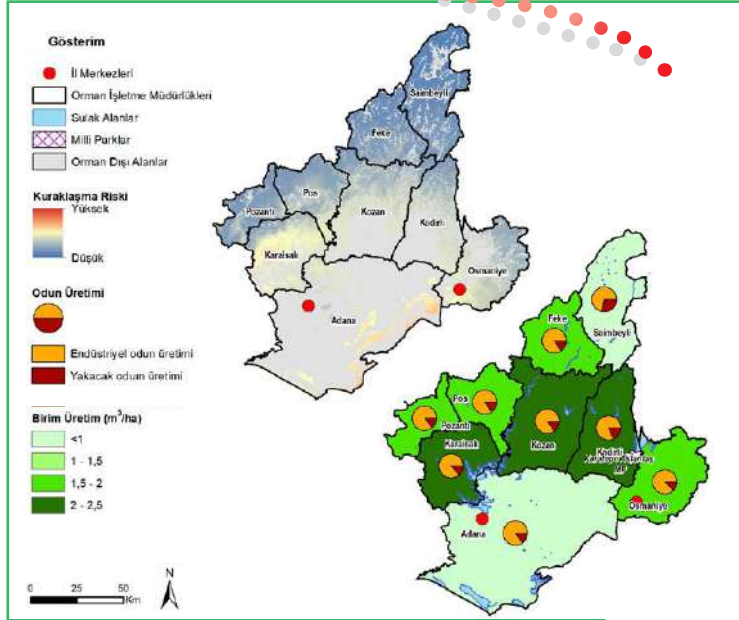 Gösterim
İl Merkezleri
Orman İşletme Müdürlükleri
Sulak Alanlar
Milli Parklar
Orman Dışı Alanlar
Kuraklaşma Riski
Yüksek
Düşük
Odun Üretimi
Endüstriyel odun üretimi
Yakacak odun üretimi
Birim Üretim (m³/ha)
<1
1 - 1,5
1,5 - 2
2 - 2,5
0 25 50
Km
N
Saimbeyli
Feke
Pos
Pozantı
Kozan
Kadirli
Karaisalı
Osmaniye
Adana
Feke
Saimbeyli
Pos
Pozantı
Karaisalı
Kozan
Kadirli
MP
Osmaniye
Adana